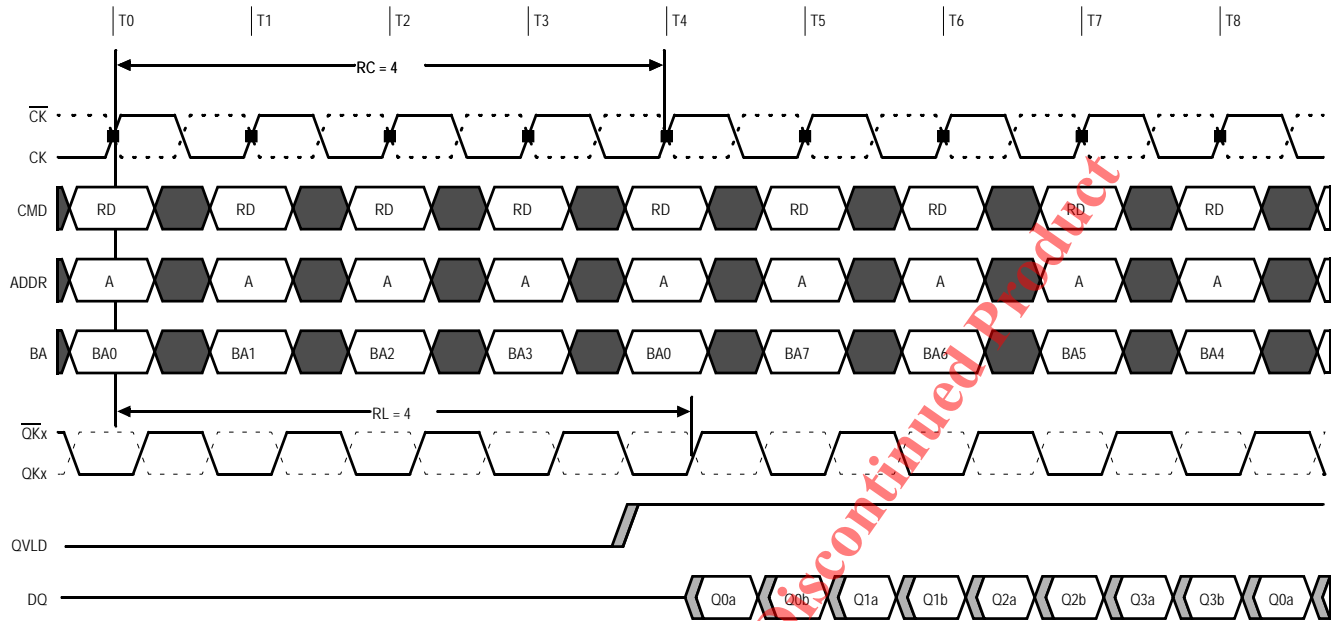 T0 T1 T2 T3 T4 T5 T6 T7 T8
RC = 4
CK
CK
CMD RD RD RD RD RD RD RD RD RD
ADDR A A A A A A A A A
BA BA0 BA1 BA2 BA3 BA0 BA7 BA6 BA5 BA4
RL = 4
QKx
QKx
QVLD
DQ Q0a Q0b Q1a Q1b Q2a Q2b Q3a Q3b Q0a
Discontinued Product